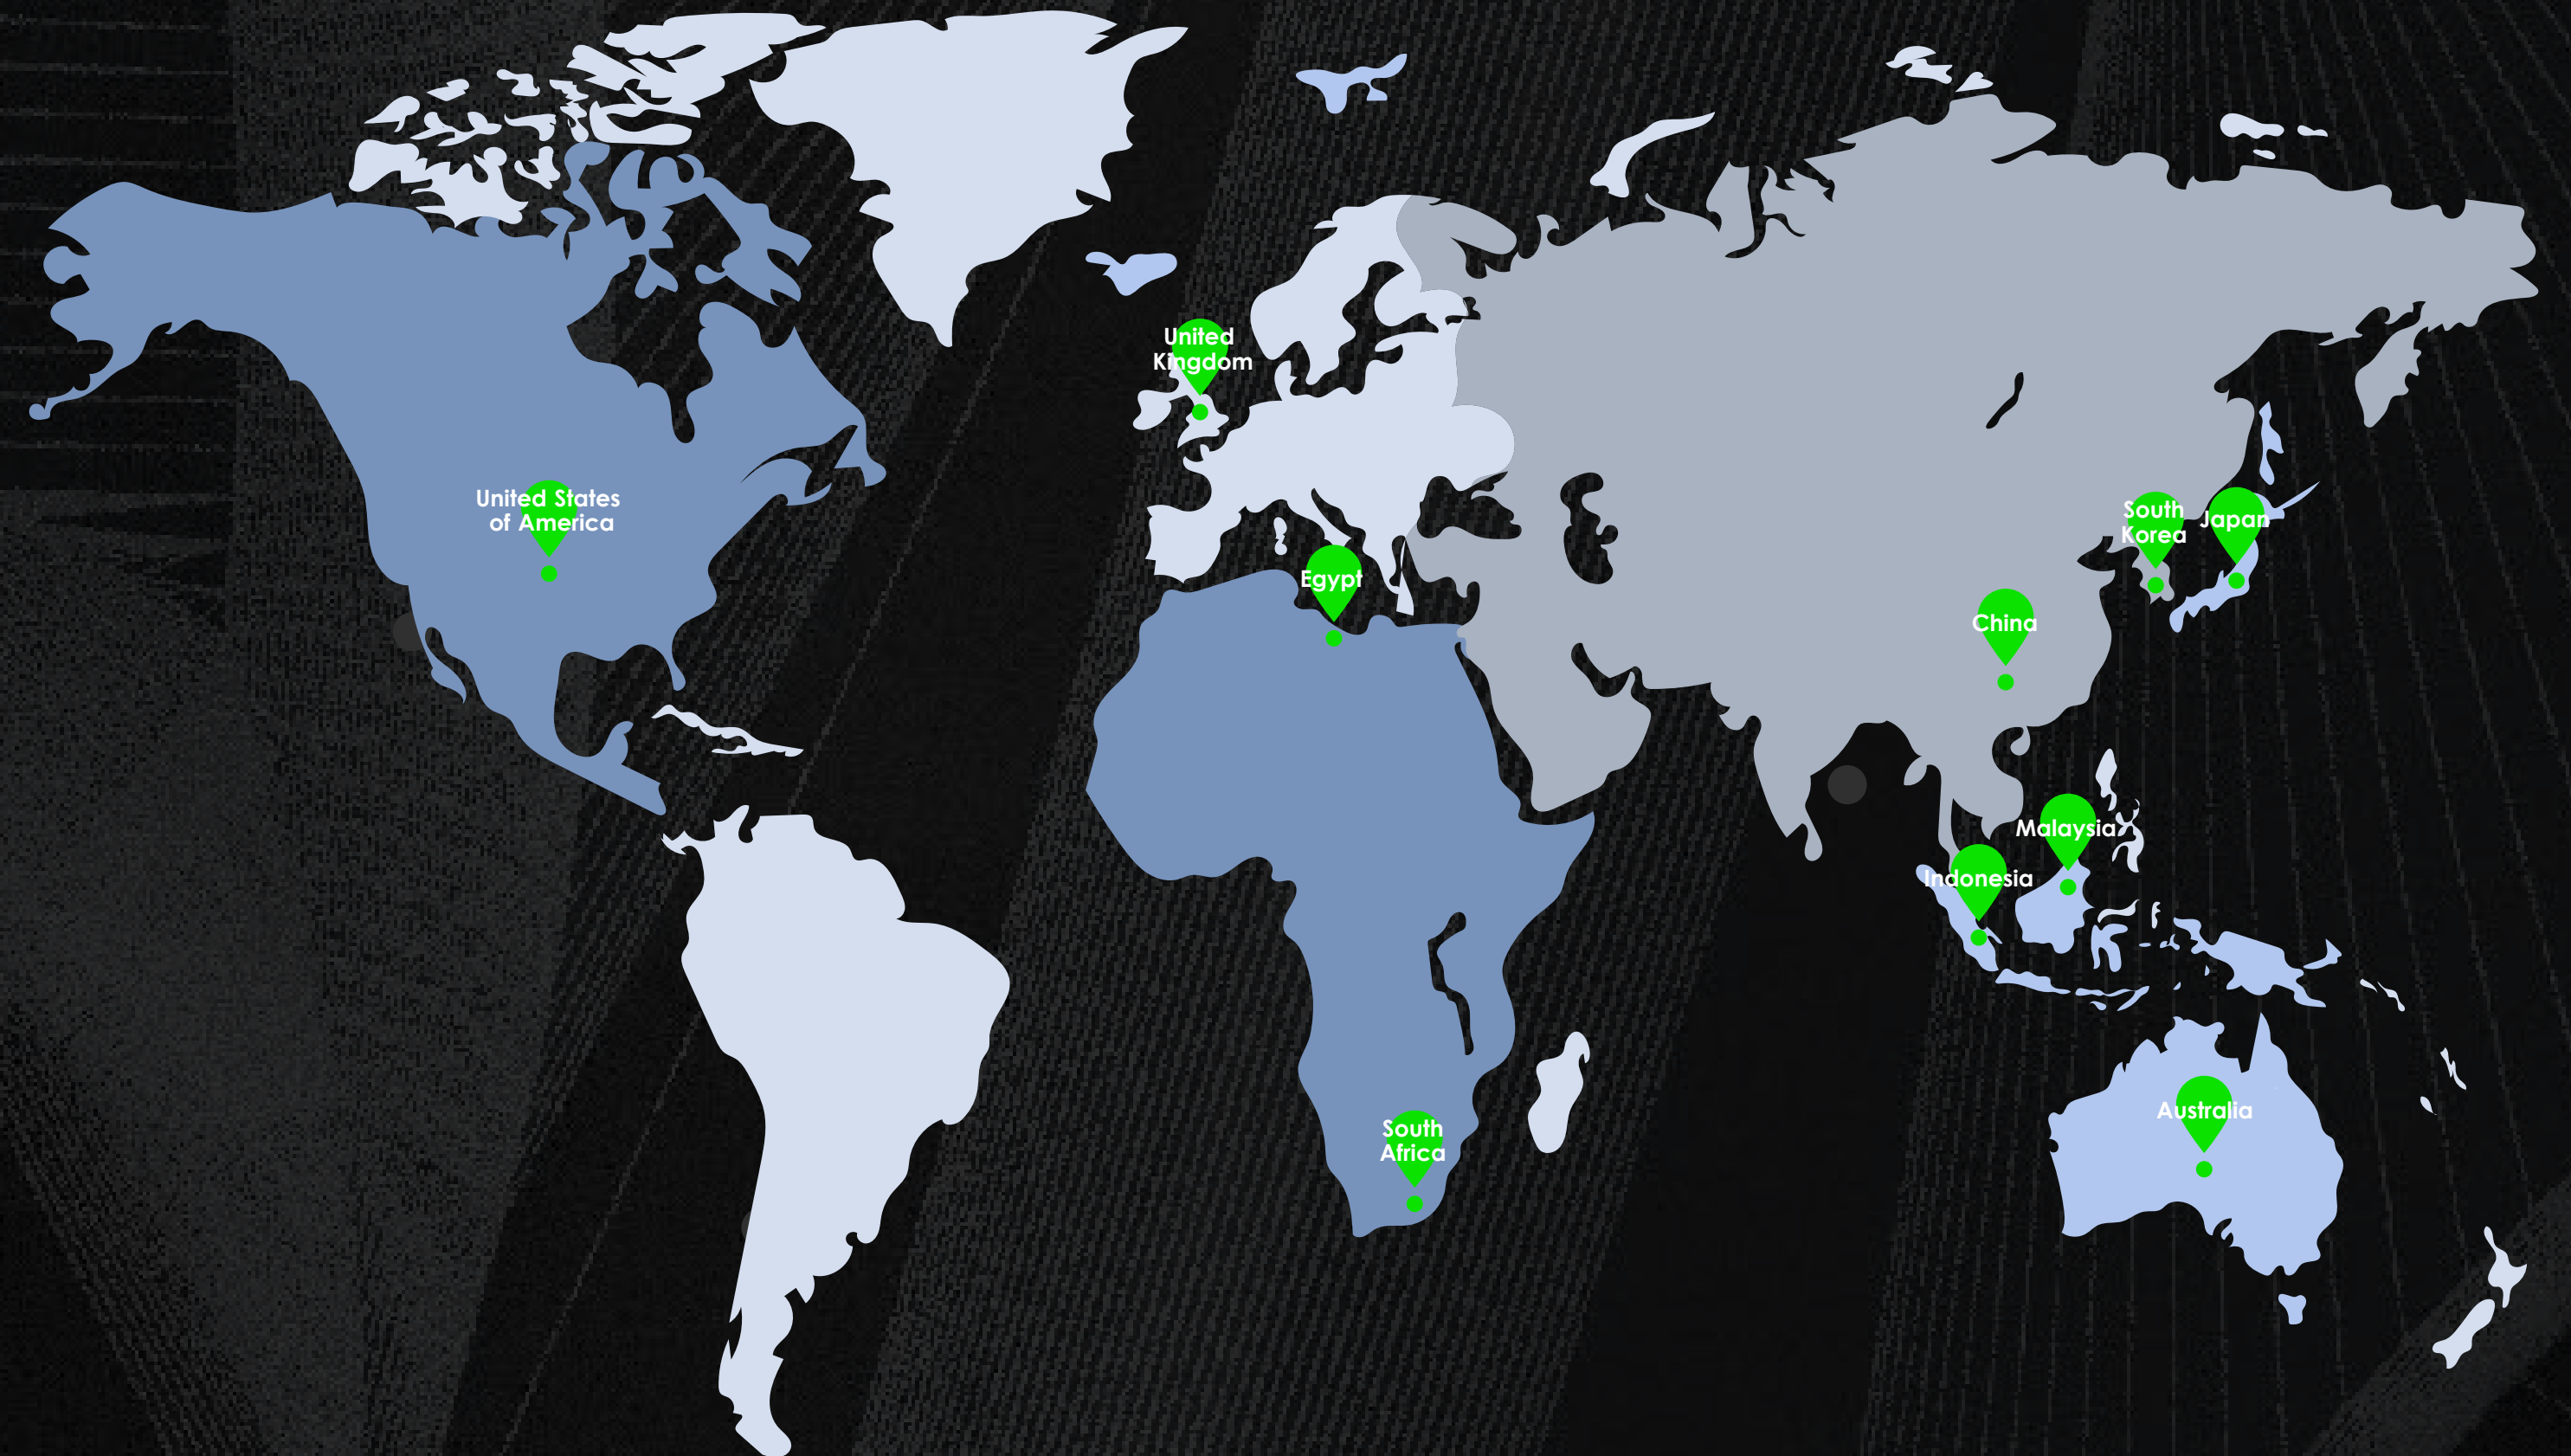 United
Kingdom
United States
of America
South
Korea
Japan
Egypt
China
Malaysia
Indonesia
Australia
South
Africa